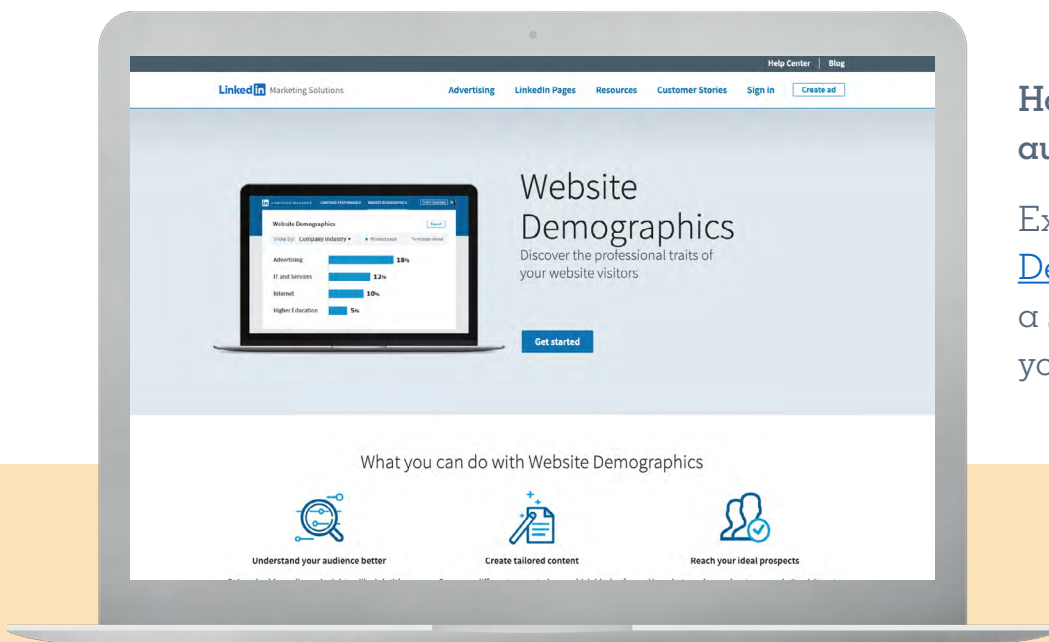 Help Center | Blog
Linked in Marketing Solutions
Advertising LinkedIn Pages Resources Customer Stories Sign in Create ad
Website
Demographics
Discover the professional traits of
your website visitors
Get started
Website Demographics
View by: Company Industry
Advertising 18%
IT and Services 12%
Internet 10%
Higher Education 5%
What you can do with Website Demographics
Understand your audience better
Create tailored content
Reach your ideal prospects
a